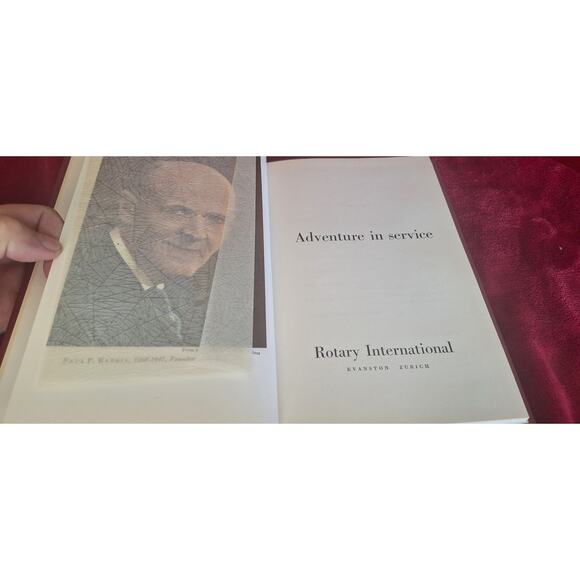 Paul P. Harris, 1868-1947, Founder
Adventure in service
Rotary International
EVANSTON ZURICH